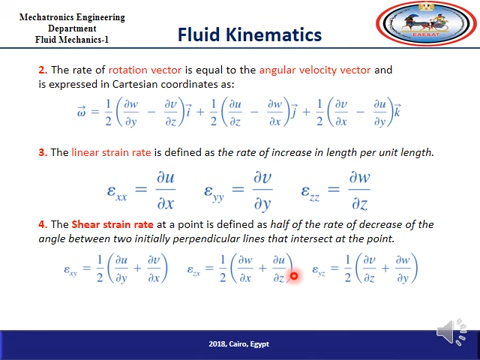 Mechatronics Engineering
Department
Fluid Mechanics-1
Fluid Kinematics
2. The rate of rotation vector is equal to the angular velocity vector and
is expressed in Cartesian coordinates as:
ω⃗ = 1/2 (∂w/∂y − ∂υ/∂z) i⃗ + 1/2 (∂u/∂z − ∂w/∂x) j⃗ + 1/2 (∂υ/∂x − ∂u/∂y) k⃗
3. The linear strain rate is defined as the rate of increase in length per unit length.
εxx = ∂u/∂x εyy = ∂υ/∂y εzz = ∂w/∂z
4. The Shear strain rate at a point is defined as half of the rate of decrease of the
angle between two initially perpendicular lines that intersect at the point.
εxy = 1/2 (∂u/∂y + ∂υ/∂x) εzx = 1/2 (∂w/∂x + ∂u/∂z) εyz = 1/2 (∂υ/∂z + ∂w/∂y)
2018, Cairo, Egypt